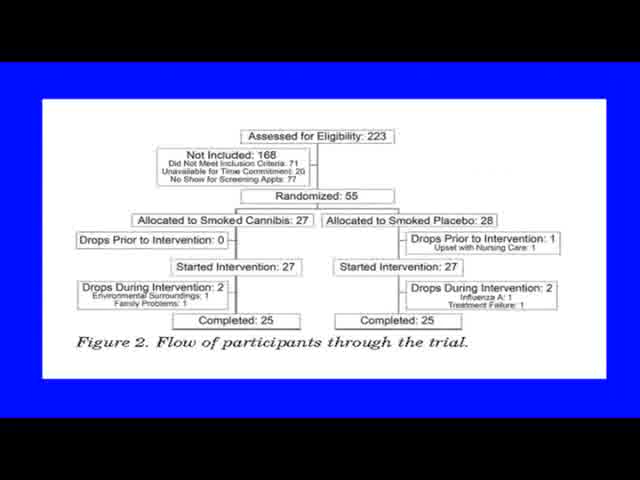 Assessed for Eligibility: 223
Not Included: 168
Did Not Meet Inclusion Criteria: 71
Unavailable for Time Commitment: 20
No Show for Screening Appts: 77
Randomized: 55
Allocated to Smoked Cannibis: 27
Allocated to Smoked Placebo: 28
Drops Prior to Intervention: 0
Drops Prior to Intervention: 1
Upset with Nursing Care: 1
Started Intervention: 27
Started Intervention: 27
Drops During Intervention: 2
Environmental Surroundings: 1
Family Problems: 1
Drops During Intervention: 2
Influenza A: 1
Treatment Failure: 1
Completed: 25
Completed: 25
Figure 2. Flow of participants through the trial.